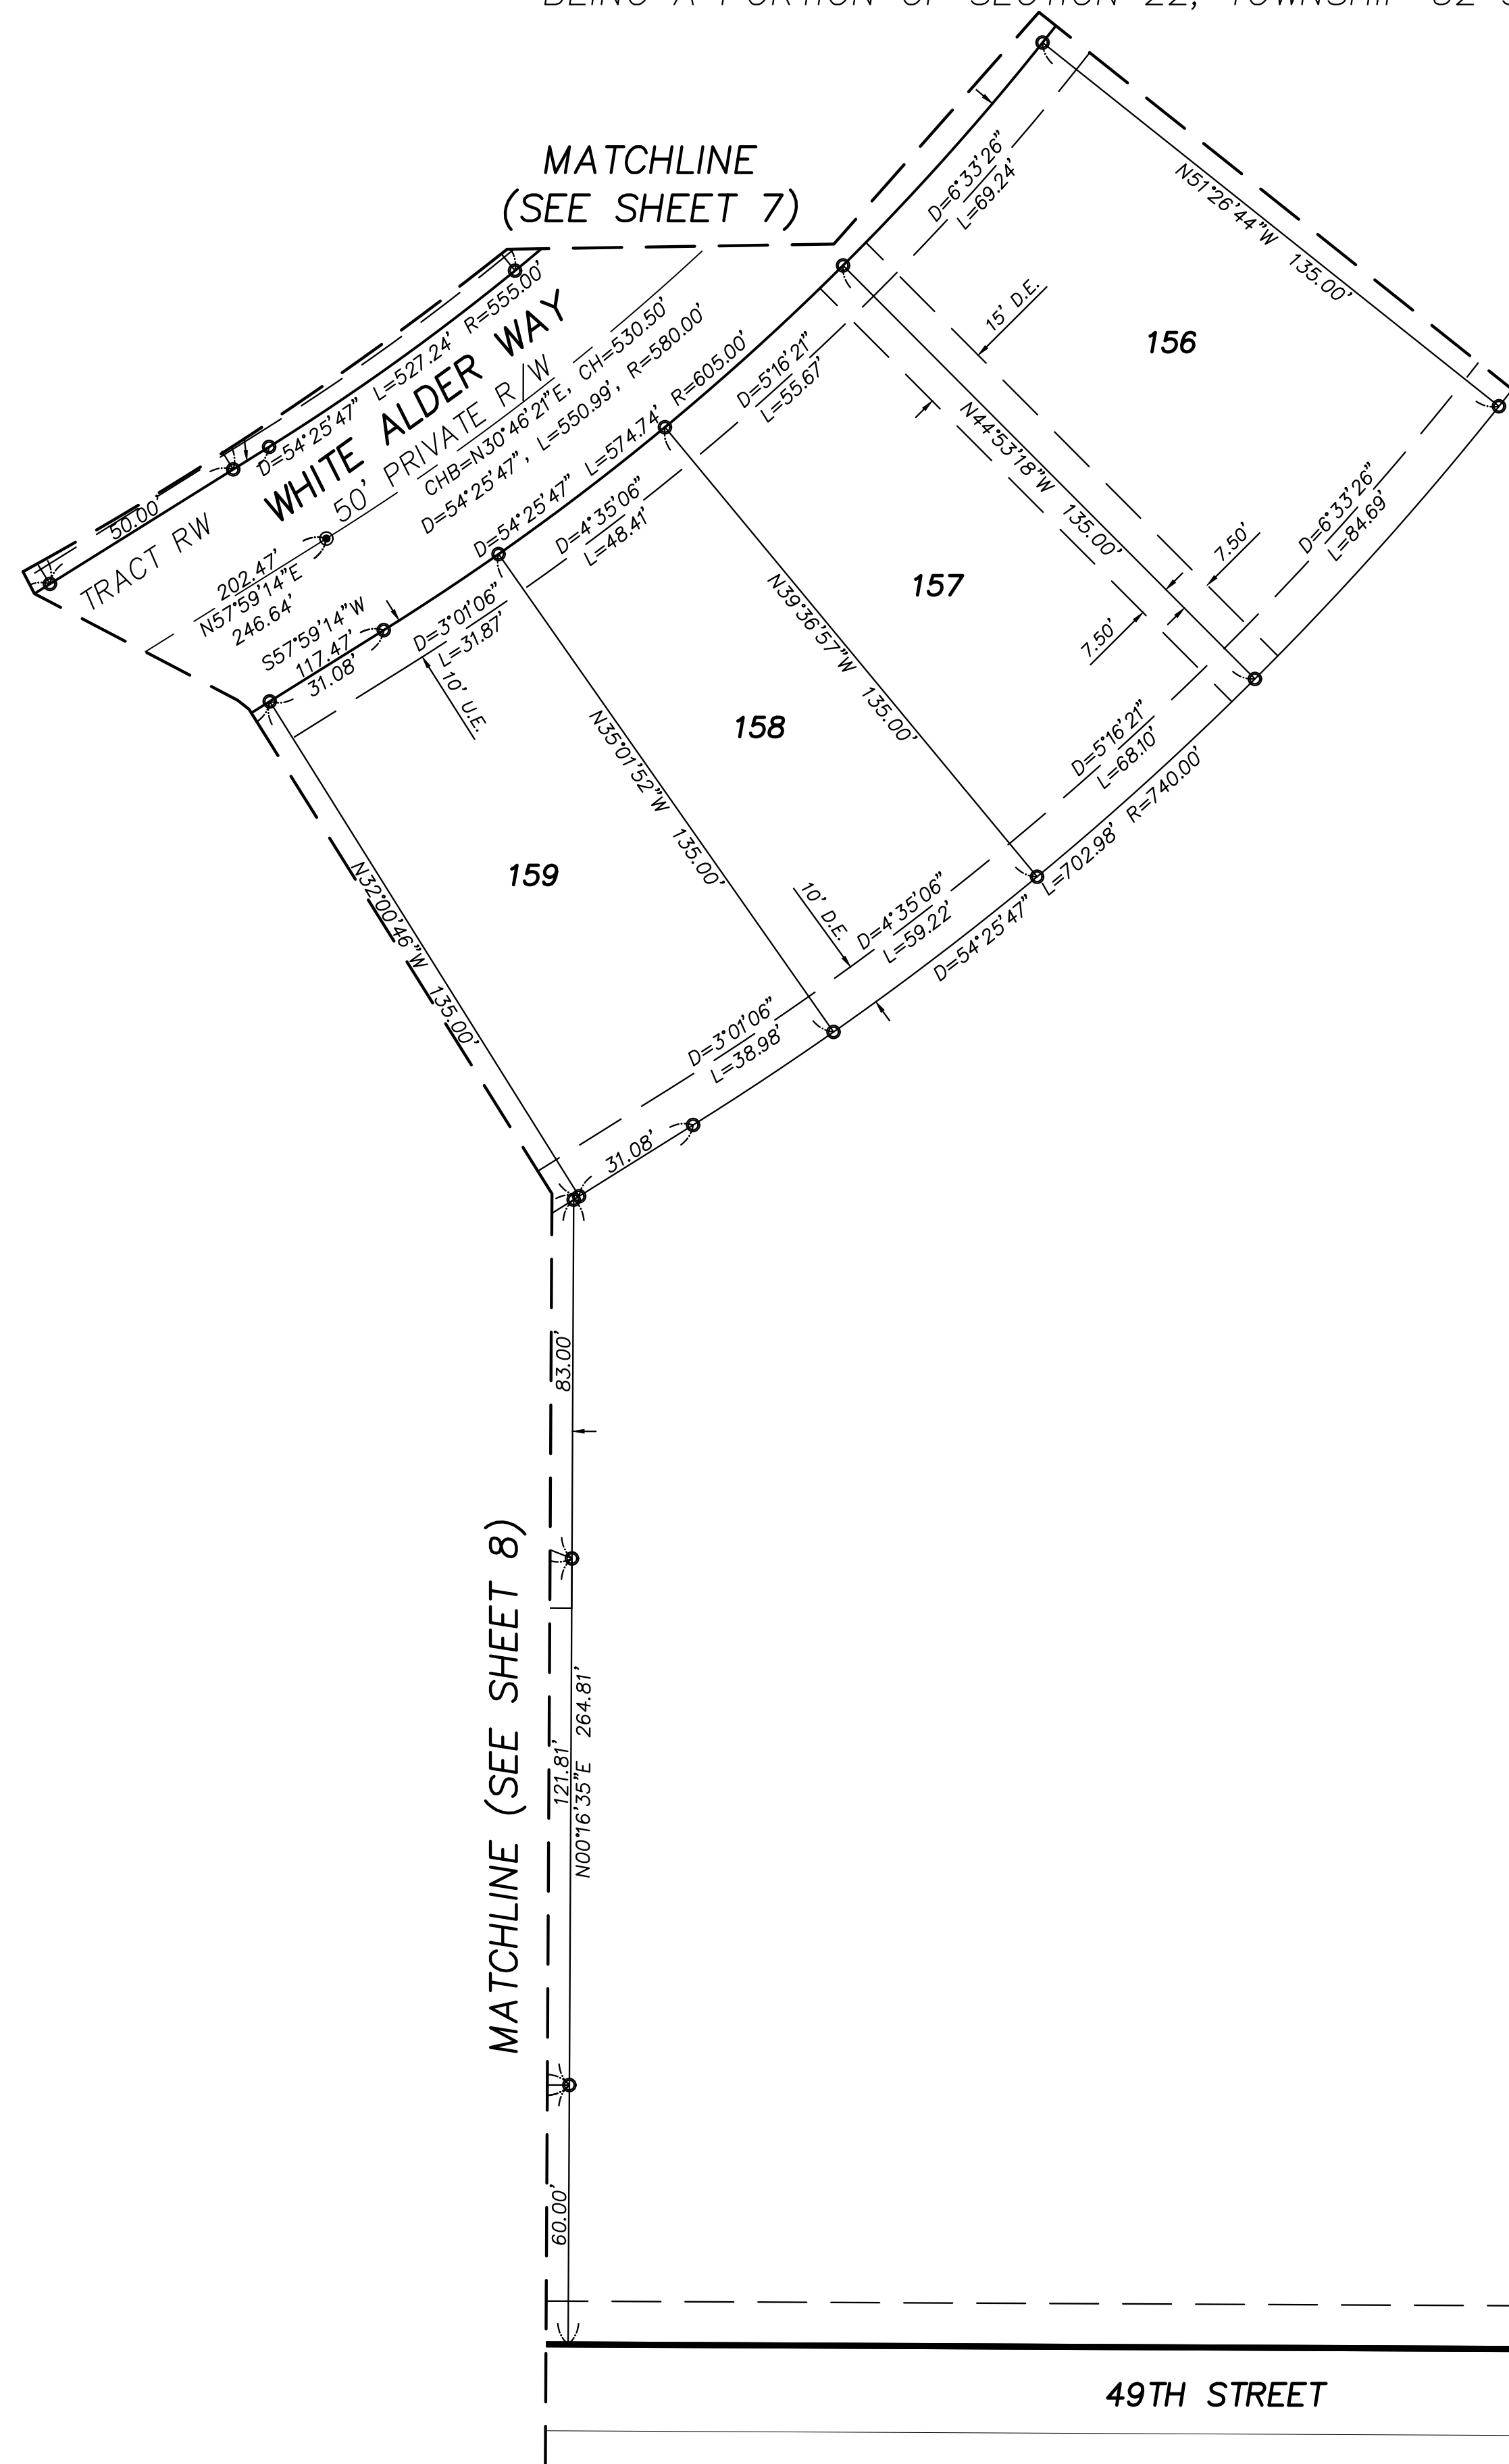 MATCHLINE
(SEE SHEET 7)
D=6°33'26"
L=69.24'
N51°26'44"W 135.00'
15' D.E.
156
D=54°25'47" L=527.24' R=555.00'
WHITE ALDER WAY
50' PRIVATE R/W
CHB=N30°46'21"E, CH=530.50'
D=54°25'47", L=550.99', R=580.00'
D=54°25'47" L=574.74' R=605.00'
50.00'
TRACT RW
202.47'
N57°59'14"E
246.64'
S57°59'14"W
117.47'
31.08'
D=3°01'06"
L=31.87'
10' U.E.
D=4°35'06"
L=48.41'
D=5°16'21"
L=55.67'
N44°53'18"W 135.00'
D=6°33'26"
L=84.69'
7.50'
7.50'
157
N39°36'57"W 135.00'
158
N35°01'52"W 135.00'
159
N32°00'46"W 135.00'
D=5°16'21"
L=68.10'
D=54°25'47" L=702.98' R=740.00'
10' D.E.
D=4°35'06"
L=59.22'
D=3°01'06"
L=38.98'
31.08'
83.00'
MATCHLINE (SEE SHEET 8)
121.81'
N00°16'35"E 264.81'
60.00'
49TH STREET